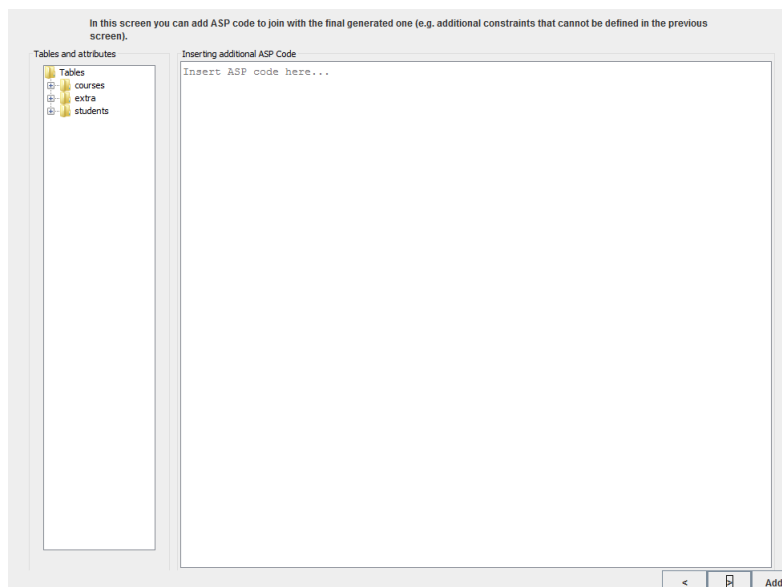 In this screen you can add ASP code to join with the final generated one (e.g. additional constraints that cannot be defined in the previous
screen).
Tables and attributes
Inserting additional ASP Code
Tables
courses
extra
students
Insert ASP code here...
<
>
Add